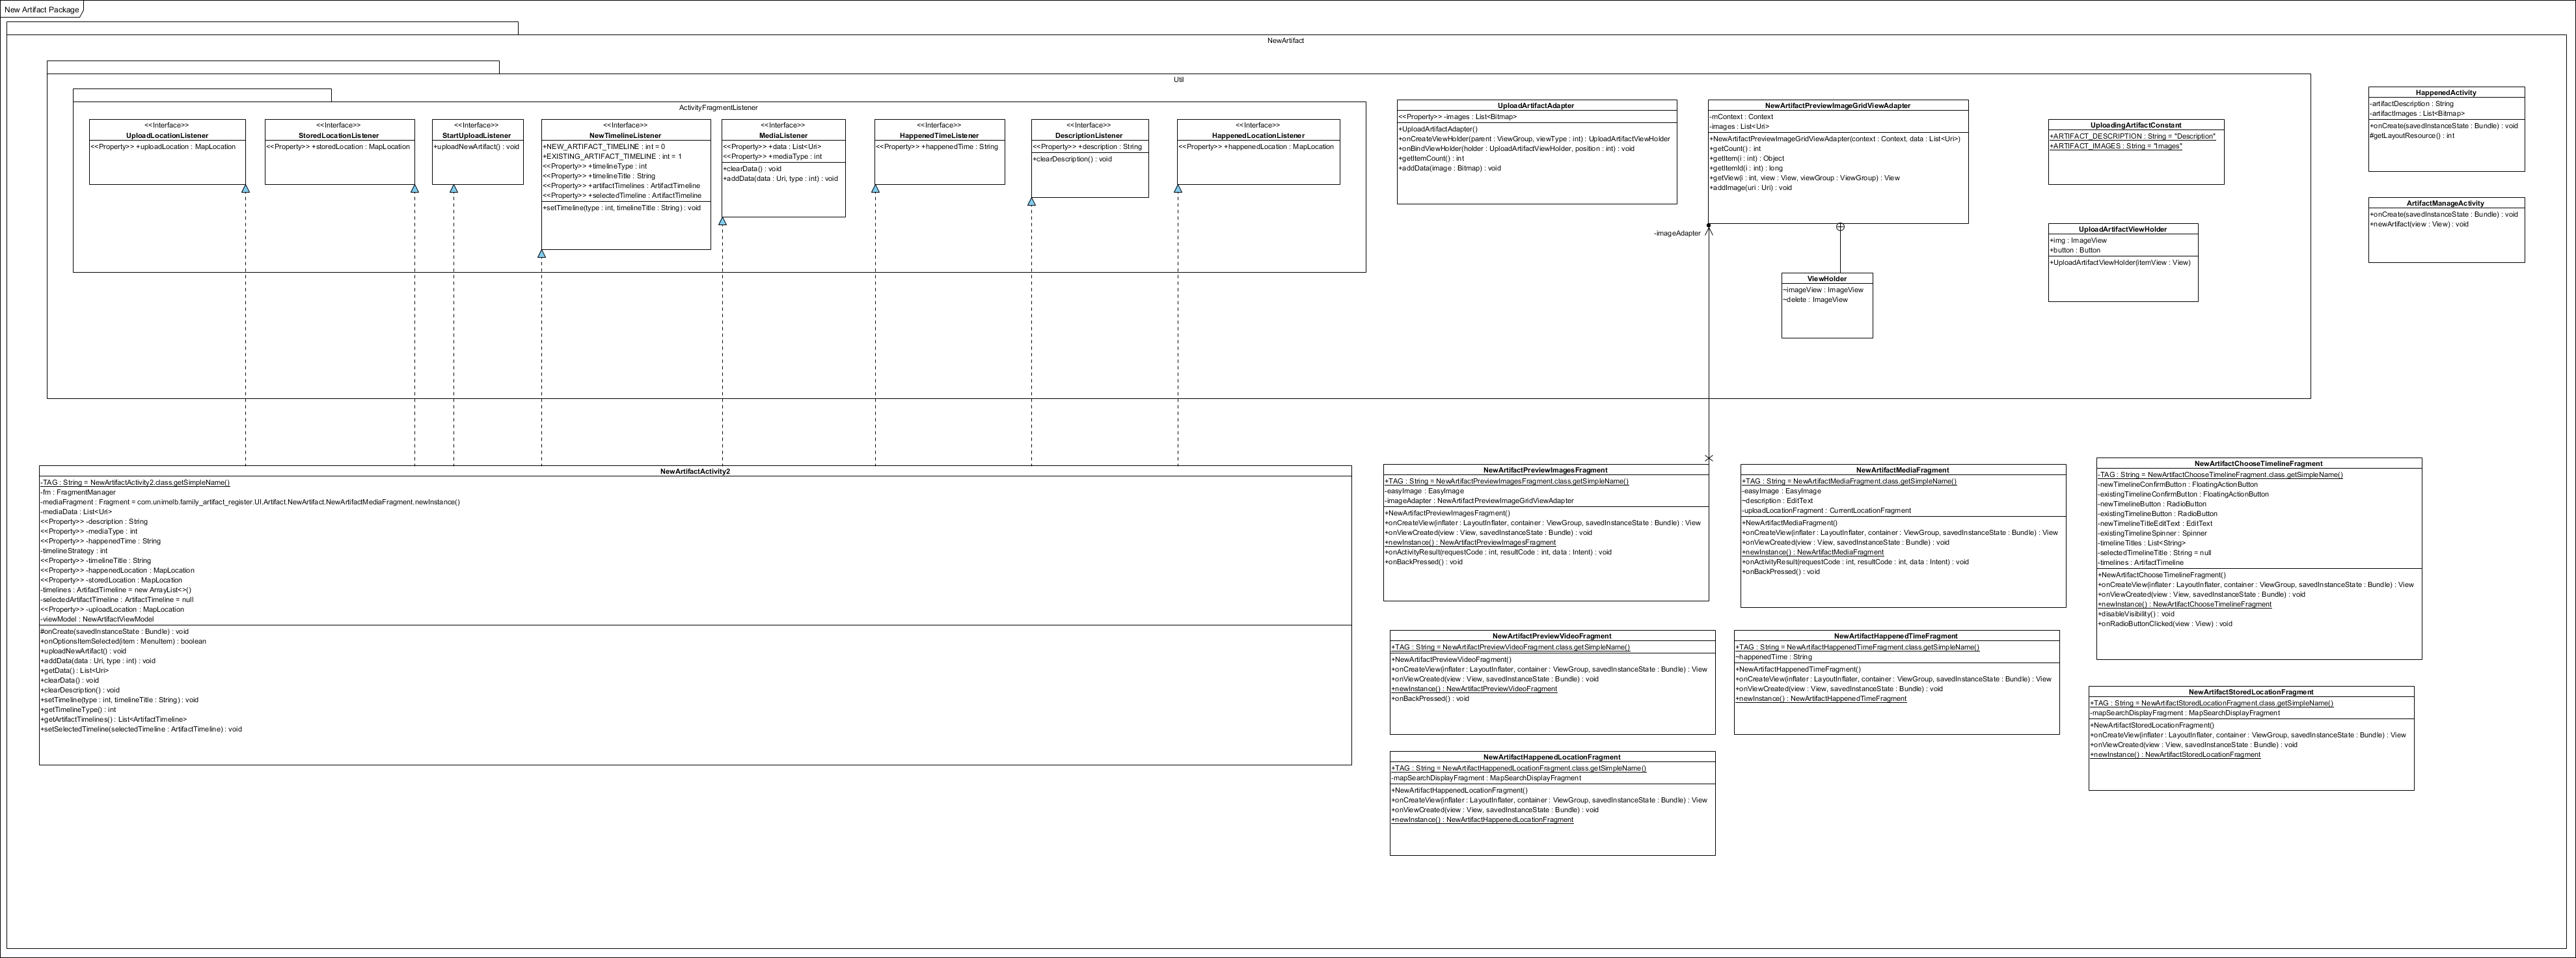 New Artifact Package
NewArtifact
Util
ActivityFragmentListener
<<Interface>>
UploadLocationListener
<<Property>> +uploadLocation : MapLocation
<<Interface>>
StoredLocationListener
<<Property>> +storedLocation : MapLocation
<<Interface>>
StartUploadListener
+uploadNewArtifact() : void
<<Interface>>
NewTimelineListener
+NEW_ARTIFACT_TIMELINE : int = 0
+EXISTING_ARTIFACT_TIMELINE : int = 1
<<Property>> +timelineType : int
<<Property>> +timelineTitle : String
<<Property>> +artifactTimelines : ArtifactTimeline
<<Property>> +selectedTimeline : ArtifactTimeline
+setTimeline(type : int, timelineTitle : String) : void
<<Interface>>
MediaListener
<<Property>> +data : List<Uri>
<<Property>> +mediaType : int
+clearData() : void
+addData(data : Uri, type : int) : void
<<Interface>>
HappenedTimeListener
<<Property>> +happenedTime : String
<<Interface>>
DescriptionListener
<<Property>> +description : String
+clearDescription() : void
<<Interface>>
HappenedLocationListener
<<Property>> +happenedLocation : MapLocation
UploadArtifactAdapter
<<Property>> -images : List<Bitmap>
+UploadArtifactAdapter()
+onCreateViewHolder(parent : ViewGroup, viewType : int) : UploadArtifactViewHolder
+onBindViewHolder(holder : UploadArtifactViewHolder, position : int) : void
+getItemCount() : int
+addData(image : Bitmap) : void
NewArtifactPreviewImageGridViewAdapter
-mContext : Context
-images : List<Uri>
+NewArtifactPreviewImageGridViewAdapter(context : Context, data : List<Uri>)
+getCount() : int
+getItem(i : int) : Object
+getItemId(i : int) : long
+getView(i : int, view : View, viewGroup : ViewGroup) : View
+addImage(uri : Uri) : void
-imageAdapter
ViewHolder
~imageView : ImageView
~delete : ImageView
UploadingArtifactConstant
+ARTIFACT_DESCRIPTION : String = "Description"
+ARTIFACT_IMAGES : String = "Images"
UploadArtifactViewHolder
+img : ImageView
+button : Button
+UploadArtifactViewHolder(itemView : View)
HappenedActivity
-artifactDescription : String
-artifactImages : List<Bitmap>
+onCreate(savedInstanceState : Bundle) : void
#getLayoutResource() : int
ArtifactManageActivity
+onCreate(savedInstanceState : Bundle) : void
+newArtifact(view : View) : void
NewArtifactActivity2
-TAG : String = NewArtifactActivity2.class.getSimpleName()
-fm : FragmentManager
-mediaFragment : Fragment = com.unimelb.family_artifact_register.UI.Artifact.NewArtifact.NewArtifactMediaFragment.newInstance()
-mediaData : List<Uri>
<<Property>> -description : String
<<Property>> -mediaType : int
<<Property>> -happenedTime : String
-timelineStrategy : int
<<Property>> -timelineTitle : String
<<Property>> -happenedLocation : MapLocation
<<Property>> -storedLocation : MapLocation
-timelines : ArtifactTimeline = new ArrayList<>()
-selectedArtifactTimeline : ArtifactTimeline = null
<<Property>> -uploadLocation : MapLocation
-viewModel : NewArtifactViewModel
#onCreate(savedInstanceState : Bundle) : void
+onOptionsItemSelected(item : MenuItem) : boolean
+uploadNewArtifact() : void
+addData(data : Uri, type : int) : void
+getData() : List<Uri>
+clearData() : void
+clearDescription() : void
+setTimeline(type : int, timelineTitle : String) : void
+getTimelineType() : int
+getArtifactTimelines() : List<ArtifactTimeline>
+setSelectedTimeline(selectedTimeline : ArtifactTimeline) : void
NewArtifactPreviewImagesFragment
+TAG : String = NewArtifactPreviewImagesFragment.class.getSimpleName()
-easyImage : EasyImage
-imageAdapter : NewArtifactPreviewImageGridViewAdapter
+NewArtifactPreviewImagesFragment()
+onCreateView(inflater : LayoutInflater, container : ViewGroup, savedInstanceState : Bundle) : View
+onViewCreated(view : View, savedInstanceState : Bundle) : void
+newInstance() : NewArtifactPreviewImagesFragment
+onActivityResult(requestCode : int, resultCode : int, data : Intent) : void
+onBackPressed() : void
NewArtifactMediaFragment
+TAG : String = NewArtifactMediaFragment.class.getSimpleName()
-easyImage : EasyImage
~description : EditText
-uploadLocationFragment : CurrentLocationFragment
+NewArtifactMediaFragment()
+onCreateView(inflater : LayoutInflater, container : ViewGroup, savedInstanceState : Bundle) : View
+onViewCreated(view : View, savedInstanceState : Bundle) : void
+newInstance() : NewArtifactMediaFragment
+onActivityResult(requestCode : int, resultCode : int, data : Intent) : void
+onBackPressed() : void
NewArtifactChooseTimelineFragment
-TAG : String = NewArtifactChooseTimelineFragment.class.getSimpleName()
-newTimelineConfirmButton : FloatingActionButton
-existingTimelineConfirmButton : FloatingActionButton
-newTimelineButton : RadioButton
-existingTimelineButton : RadioButton
-newTimelineTitleEditText : EditText
-existingTimelineSpinner : Spinner
-timelineTitles : List<String>
-selectedTimelineTitle : String = null
-timelines : ArtifactTimeline
+NewArtifactChooseTimelineFragment()
+onCreateView(inflater : LayoutInflater, container : ViewGroup, savedInstanceState : Bundle) : View
+onViewCreated(view : View, savedInstanceState : Bundle) : void
+newInstance() : NewArtifactChooseTimelineFragment
+disableVisibility() : void
+onRadioButtonClicked(view : View) : void
NewArtifactPreviewVideoFragment
+TAG : String = NewArtifactPreviewVideoFragment.class.getSimpleName()
+NewArtifactPreviewVideoFragment()
+onCreateView(inflater : LayoutInflater, container : ViewGroup, savedInstanceState : Bundle) : View
+onViewCreated(view : View, savedInstanceState : Bundle) : void
+newInstance() : NewArtifactPreviewVideoFragment
+onBackPressed() : void
NewArtifactHappenedTimeFragment
+TAG : String = NewArtifactHappenedTimeFragment.class.getSimpleName()
~happenedTime : String
+NewArtifactHappenedTimeFragment()
+onCreateView(inflater : LayoutInflater, container : ViewGroup, savedInstanceState : Bundle) : View
+onViewCreated(view : View, savedInstanceState : Bundle) : void
+newInstance() : NewArtifactHappenedTimeFragment
NewArtifactStoredLocationFragment
+TAG : String = NewArtifactStoredLocationFragment.class.getSimpleName()
-mapSearchDisplayFragment : MapSearchDisplayFragment
+NewArtifactStoredLocationFragment()
+onCreateView(inflater : LayoutInflater, container : ViewGroup, savedInstanceState : Bundle) : View
+onViewCreated(view : View, savedInstanceState : Bundle) : void
+newInstance() : NewArtifactStoredLocationFragment
NewArtifactHappenedLocationFragment
+TAG : String = NewArtifactHappenedLocationFragment.class.getSimpleName()
-mapSearchDisplayFragment : MapSearchDisplayFragment
+NewArtifactHappenedLocationFragment()
+onCreateView(inflater : LayoutInflater, container : ViewGroup, savedInstanceState : Bundle) : View
+onViewCreated(view : View, savedInstanceState : Bundle) : void
+newInstance() : NewArtifactHappenedLocationFragment